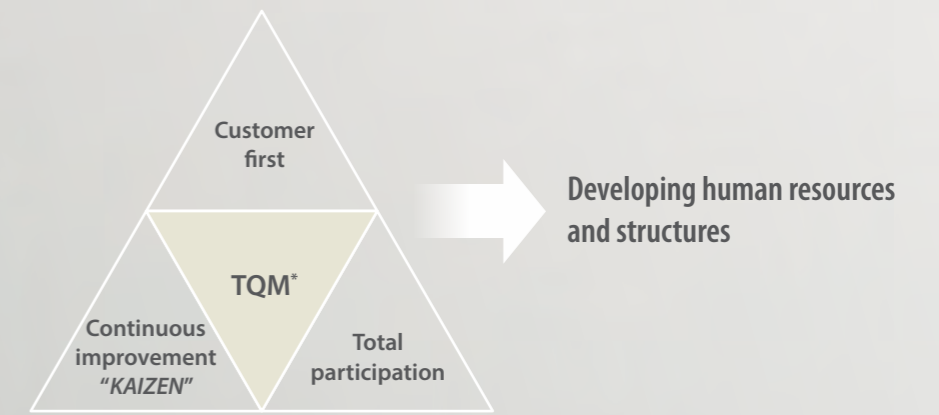 Customer
first
TQM*
Continuous
improvement
“KAIZEN”
Total
participation
Developing human resources
and structures